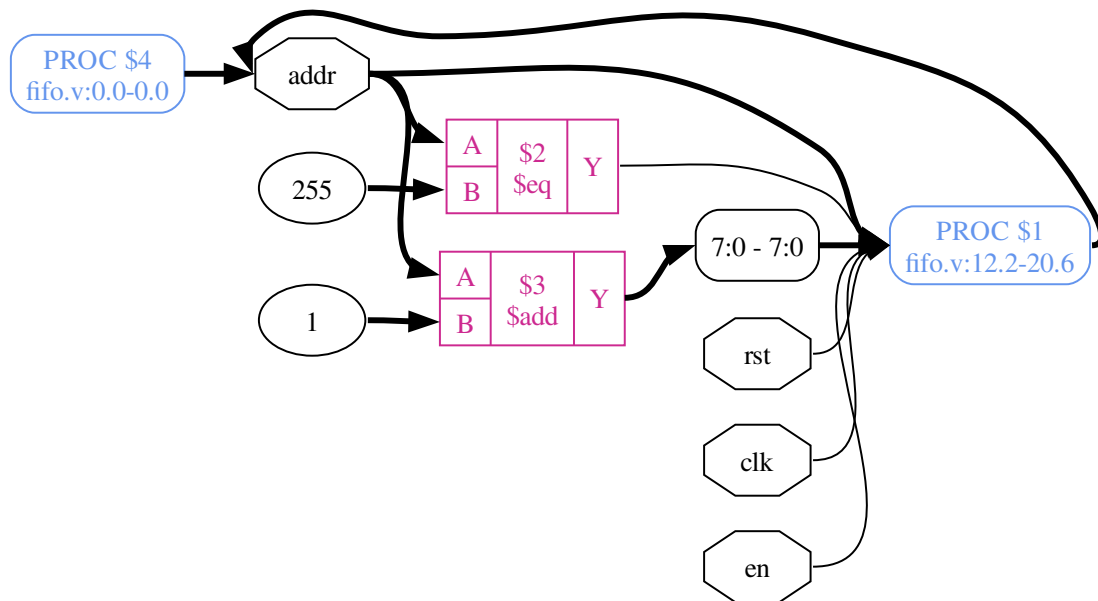 PROC $4
fifo.v:0.0-0.0
addr
A
B
$2
$eq
Y
255
A
B
$3
$add
Y
1
7:0 - 7:0
PROC $1
fifo.v:12.2-20.6
rst
clk
en